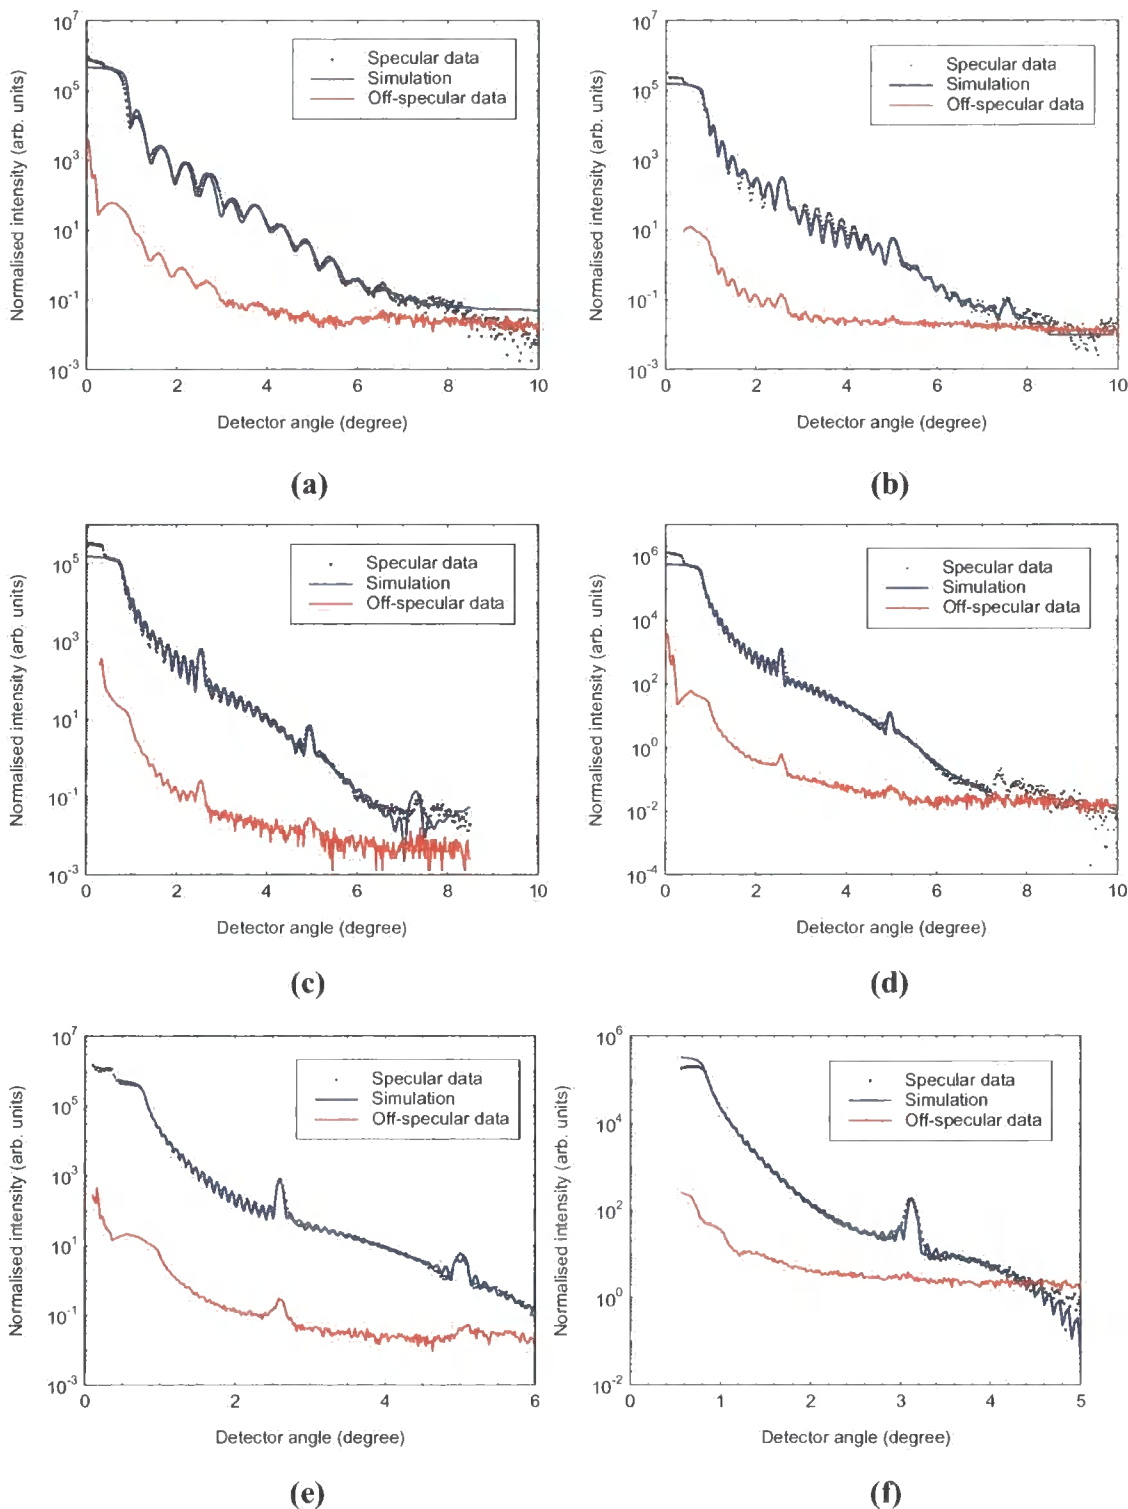 10^7
10^5
10^3
10^1
10^-1
10^-3
Normalised intensity (arb. units)
Specular data
Simulation
Off-specular data
0 2 4 6 8 10
Detector angle (degree)
(a)
10^7
10^5
10^3
10^1
10^-1
10^-3
Normalised intensity (arb. units)
Specular data
Simulation
Off-specular data
0 2 4 6 8 10
Detector angle (degree)
(b)
10^5
10^3
10^1
10^-1
10^-3
Normalised intensity (arb. units)
Specular data
Simulation
Off-specular data
0 2 4 6 8 10
Detector angle (degree)
(c)
10^6
10^4
10^2
10^0
10^-2
10^-4
Normalised intensity (arb. units)
Specular data
Simulation
Off-specular data
0 2 4 6 8 10
Detector angle (degree)
(d)
10^7
10^5
10^3
10^1
10^-1
10^-3
Normalised intensity (arb. units)
Specular data
Simulation
Off-specular data
0 2 4 6
Detector angle (degree)
(e)
10^6
10^4
10^2
10^0
10^-2
Normalised intensity (arb. units)
Specular data
Simulation
Off-specular data
0 1 2 3 4 5
Detector angle (degree)
(f)